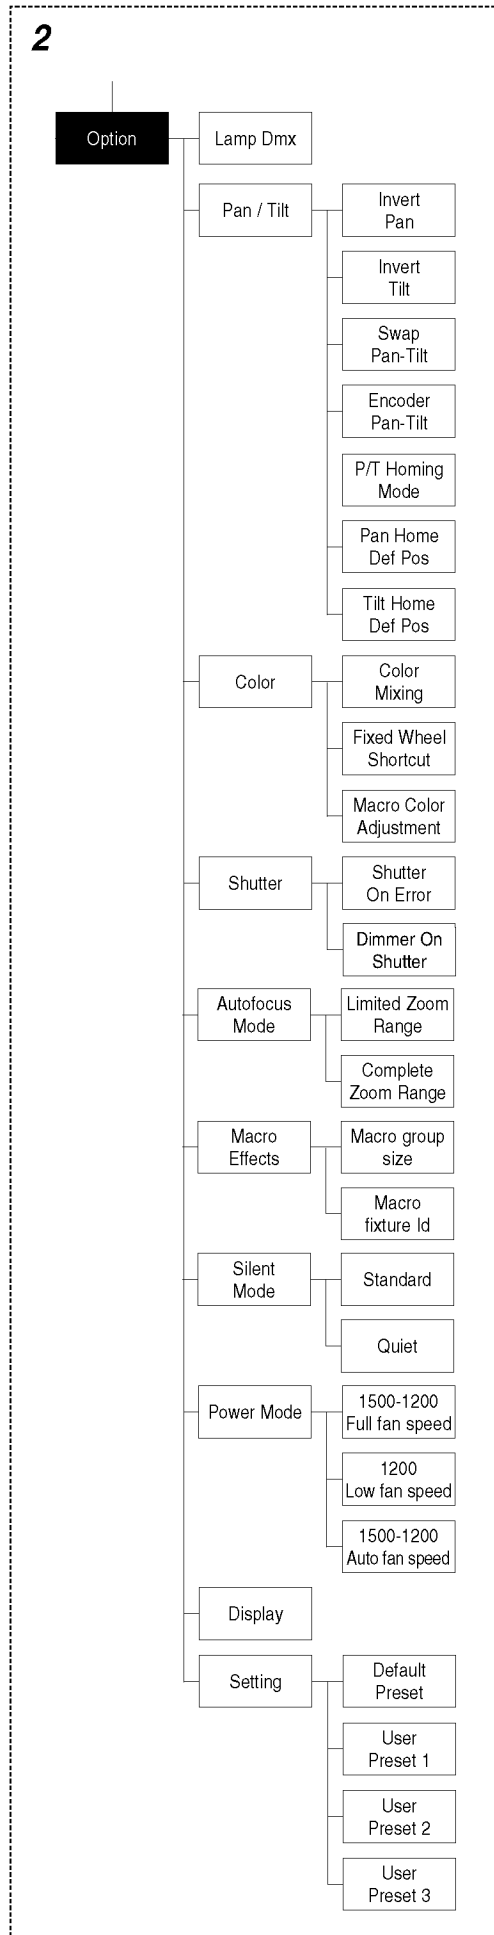 2
Option
Lamp Dmx
Pan / Tilt
Invert
Pan
Invert
Tilt
Swap
Pan-Tilt
Encoder
Pan-Tilt
P/T Homing
Mode
Pan Home
Def Pos
Tilt Home
Def Pos
Color
Color
Mixing
Fixed Wheel
Shortcut
Macro Color
Adjustment
Shutter
Shutter
On Error
Dimmer On
Shutter
Autofocus
Mode
Limited Zoom
Range
Complete
Zoom Range
Macro
Effects
Macro group
size
Macro
fixture Id
Silent
Mode
Standard
Quiet
Power Mode
1500-1200
Full fan speed
1200
Low fan speed
1500-1200
Auto fan speed
Display
Setting
Default
Preset
User
Preset 1
User
Preset 2
User
Preset 3